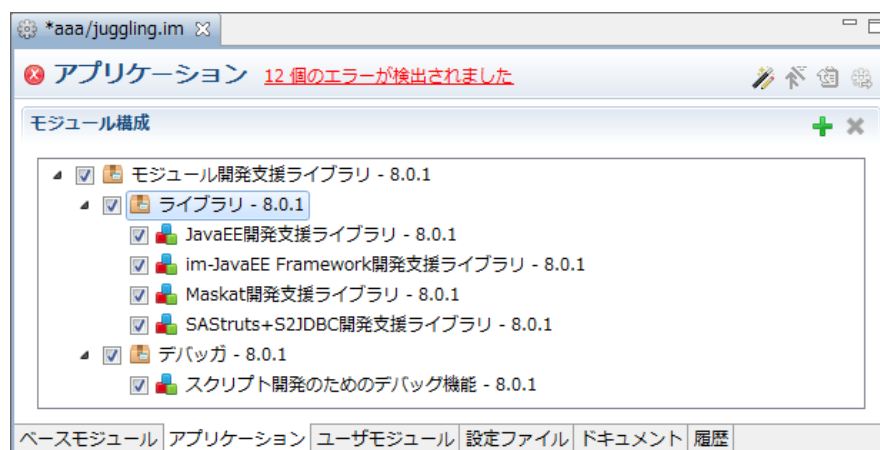 *aaa/juggling.im
アプリケーション 12 個のエラーが検出されました
モジュール構成
モジュール開発支援ライブラリ - 8.0.1
ライブラリ - 8.0.1
JavaEE開発支援ライブラリ - 8.0.1
im-JavaEE Framework開発支援ライブラリ - 8.0.1
Maskat開発支援ライブラリ - 8.0.1
SAStruts+S2JDBC開発支援ライブラリ - 8.0.1
デバッガ - 8.0.1
スクリプト開発のためのデバッグ機能 - 8.0.1
ベースモジュール アプリケーション ユーザモジュール 設定ファイル ドキュメント 履歴